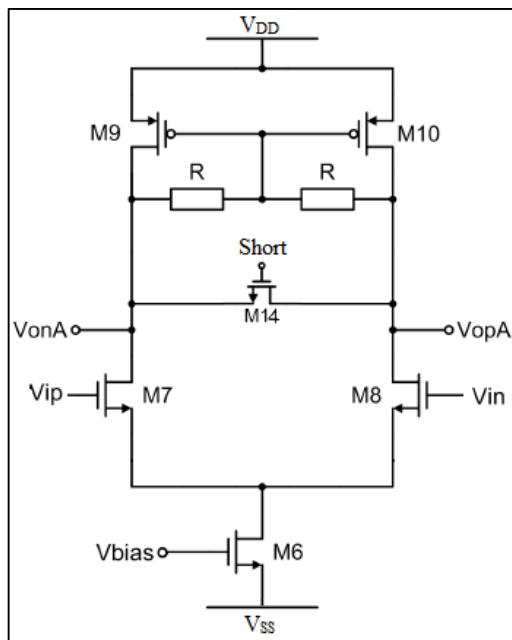 VDD
M9
M10
R
R
Short
M14
VonA
VopA
Vip
M7
M8
Vin
Vbias
M6
VSS